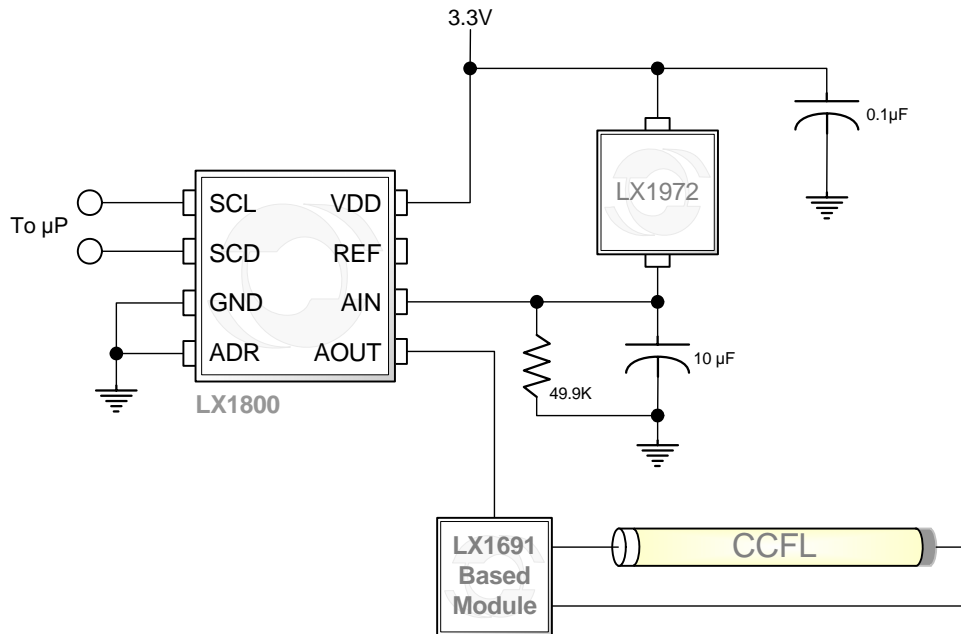 3.3V
0.1µF
LX1972
To µP
SCL
VDD
SCD
REF
GND
AIN
ADR
AOUT
10 µF
49.9K
LX1800
LX1691
Based
Module
CCFL